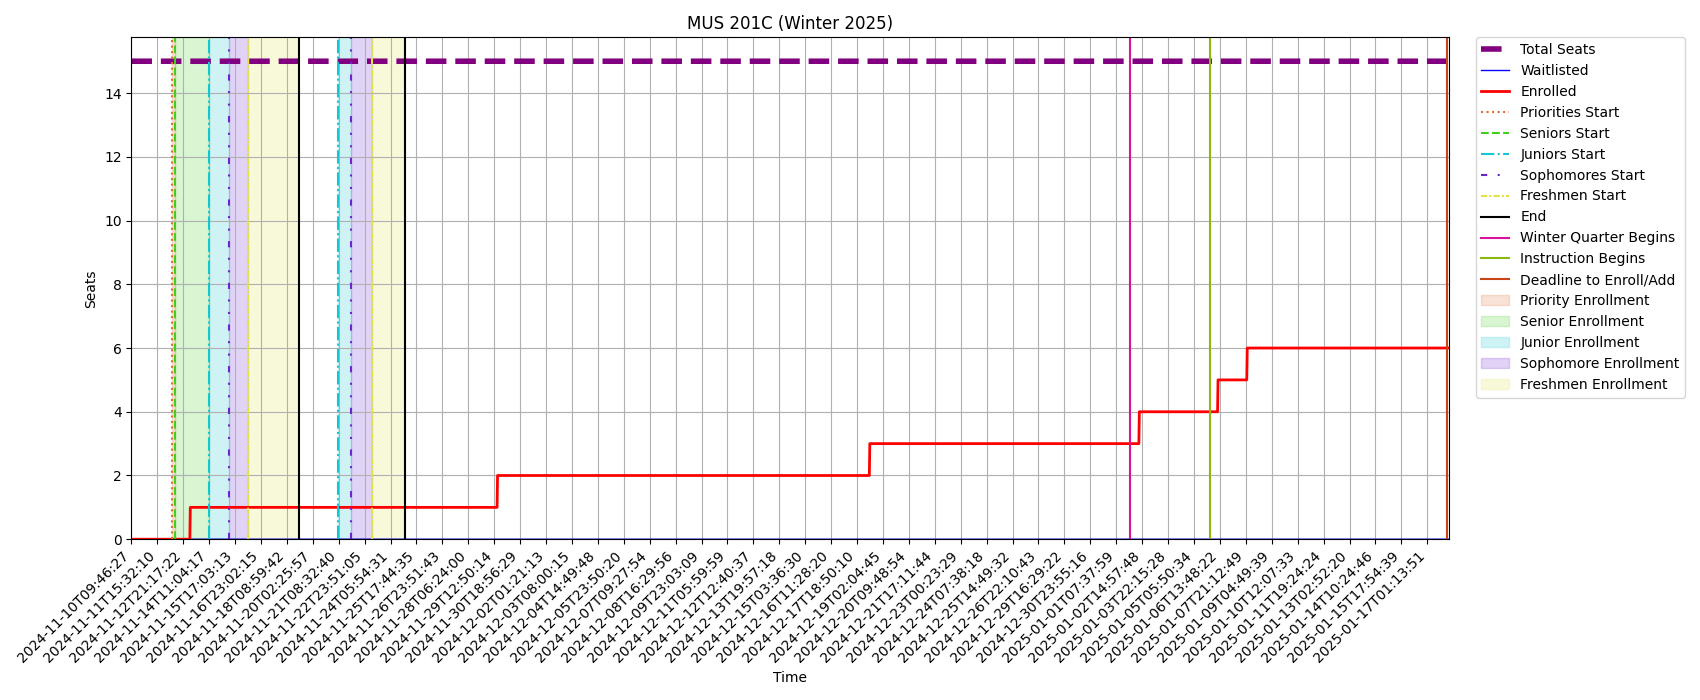 MUS 201C (Winter 2025)
Seats
14
12
10
8
6
4
2
0
2024-11-10T09:46:27
2024-11-11T15:32:10
2024-11-12T21:17:22
2024-11-14T11:04:17
2024-11-15T17:03:13
2024-11-16T23:02:15
2024-11-18T08:59:42
2024-11-20T02:25:57
2024-11-21T08:32:40
2024-11-22T23:51:05
2024-11-24T05:54:31
2024-11-25T17:44:35
2024-11-26T23:51:43
2024-11-28T06:24:00
2024-11-29T12:50:14
2024-11-30T18:56:29
2024-12-02T01:21:13
2024-12-03T08:00:15
2024-12-04T14:49:48
2024-12-05T23:50:20
2024-12-07T09:27:54
2024-12-08T16:29:56
2024-12-09T23:03:09
2024-12-11T05:59:59
2024-12-12T12:40:37
2024-12-13T19:57:18
2024-12-15T03:36:30
2024-12-16T11:28:20
2024-12-17T18:50:10
2024-12-19T02:04:45
2024-12-20T09:48:54
2024-12-21T17:11:44
2024-12-23T00:23:29
2024-12-24T07:38:18
2024-12-25T14:49:32
2024-12-26T22:10:43
2024-12-29T16:29:22
2024-12-30T23:55:16
2025-01-01T07:37:59
2025-01-02T14:57:48
2025-01-03T22:15:28
2025-01-05T05:50:34
2025-01-06T13:48:22
2025-01-07T21:12:49
2025-01-09T04:49:39
2025-01-10T12:07:33
2025-01-11T19:24:24
2025-01-13T02:52:20
2025-01-14T10:24:46
2025-01-15T17:54:39
2025-01-17T01:13:51
Time
Total Seats
Waitlisted
Enrolled
Priorities Start
Seniors Start
Juniors Start
Sophomores Start
Freshmen Start
End
Winter Quarter Begins
Instruction Begins
Deadline to Enroll/Add
Priority Enrollment
Senior Enrollment
Junior Enrollment
Sophomore Enrollment
Freshmen Enrollment